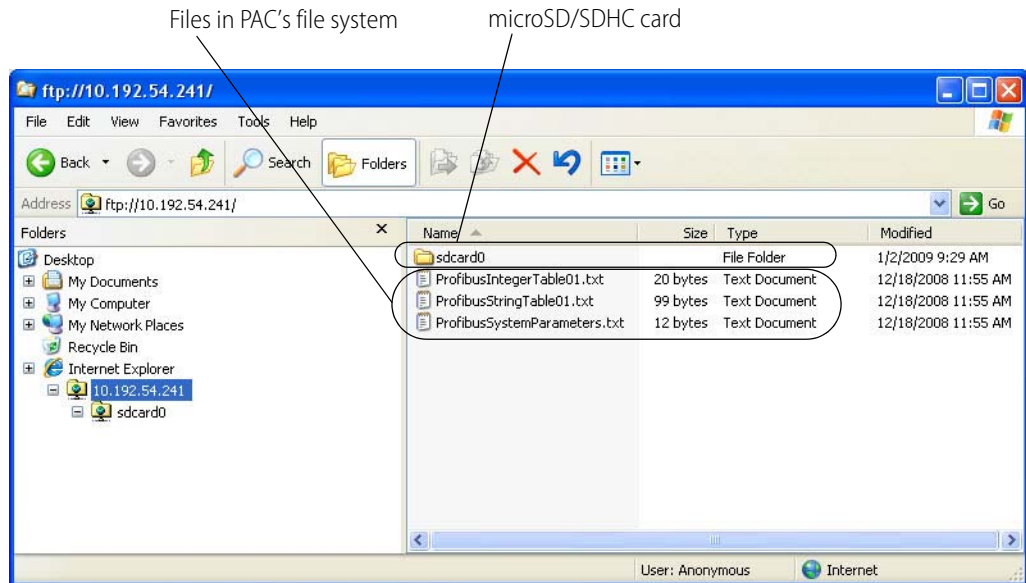 Files in PAC's file system
microSD/SDHC card
ftp://10.192.54.241/
File Edit View Favorites Tools Help
Back Search Folders
Address ftp://10.192.54.241/ Go
Folders x
Name Size Type Modified
Desktop
My Documents
My Computer
My Network Places
Recycle Bin
Internet Explorer
10.192.54.241
sdcard0
sdcard0 File Folder 1/2/2009 9:29 AM
ProfibusIntegerTable01.txt 20 bytes Text Document 12/18/2008 11:55 AM
ProfibusStringTable01.txt 99 bytes Text Document 12/18/2008 11:55 AM
ProfibusSystemParameters.txt 12 bytes Text Document 12/18/2008 11:55 AM
User: Anonymous Internet